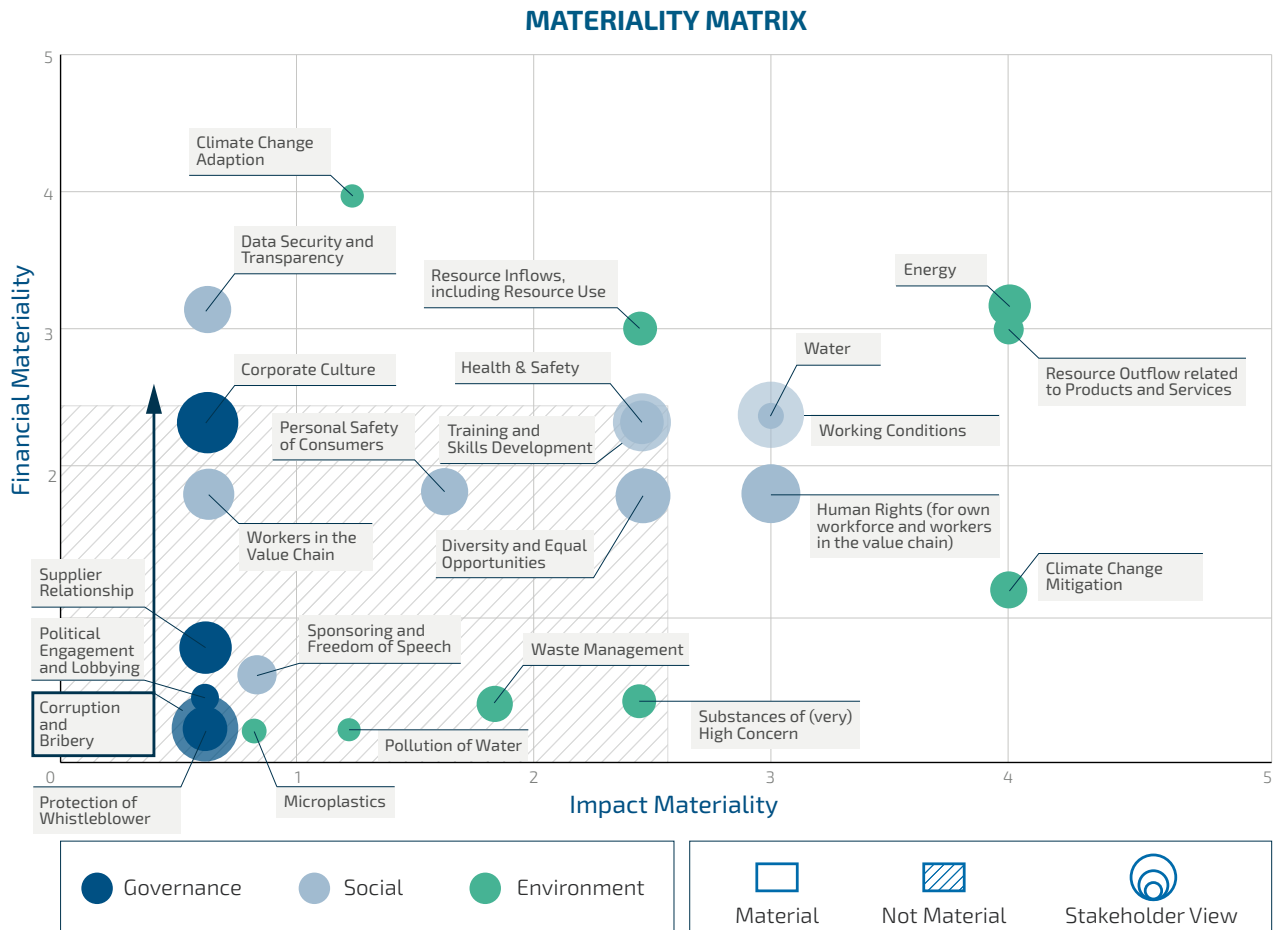 MATERIALITY MATRIX
5
Climate Change
Adaption
4
Data Security and
Transparency
Resource Inflows,
including Resource Use
Energy
3
Water
Resource Outflow related
to Products and Services
Corporate Culture
Health & Safety
Financial Materiality
Personal Safety
of Consumers
Training and
Skills Development
Working Conditions
2
Workers in the
Value Chain
Diversity and Equal
Opportunities
Human Rights (for own
workforce and workers
in the value chain)
Supplier
Relationship
Climate Change
Mitigation
Political
Engagement
and Lobbying
Sponsoring and
Freedom of Speech
Waste Management
Corruption
and
Bribery
Substances of (very)
High Concern
Pollution of Water
0
1
2
3
4
5
Protection of
Whistleblower
Microplastics
Impact Materiality
Governance
Social
Environment
Material
Not Material
Stakeholder View